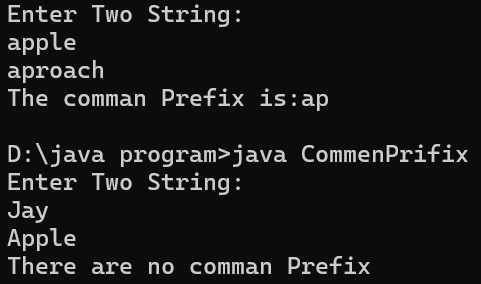 Enter Two String:
apple
aproach
The comman Prefix is:ap
D:\java program>java CommenPrifix
Enter Two String:
Jay
Apple
There are no comman Prefix